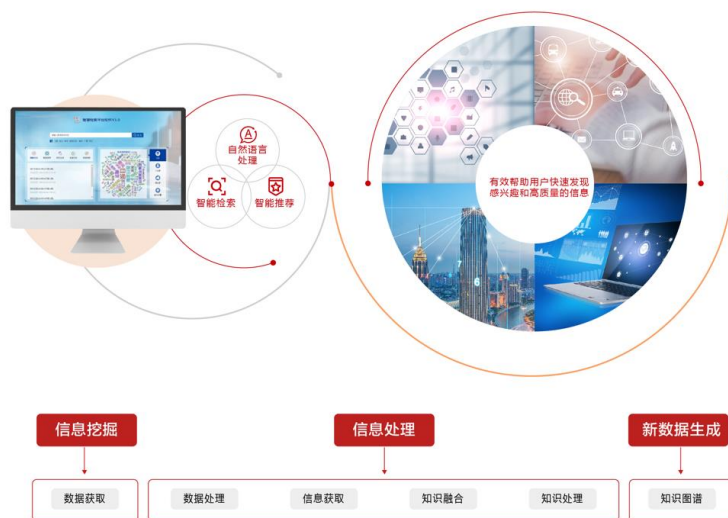 自然语言
处理
智能检索
智能推荐
有效帮助用户快速发现
感兴趣和高质量的信息
信息挖掘
信息处理
新数据生成
数据获取
数据处理
信息获取
知识融合
知识处理
知识图谱